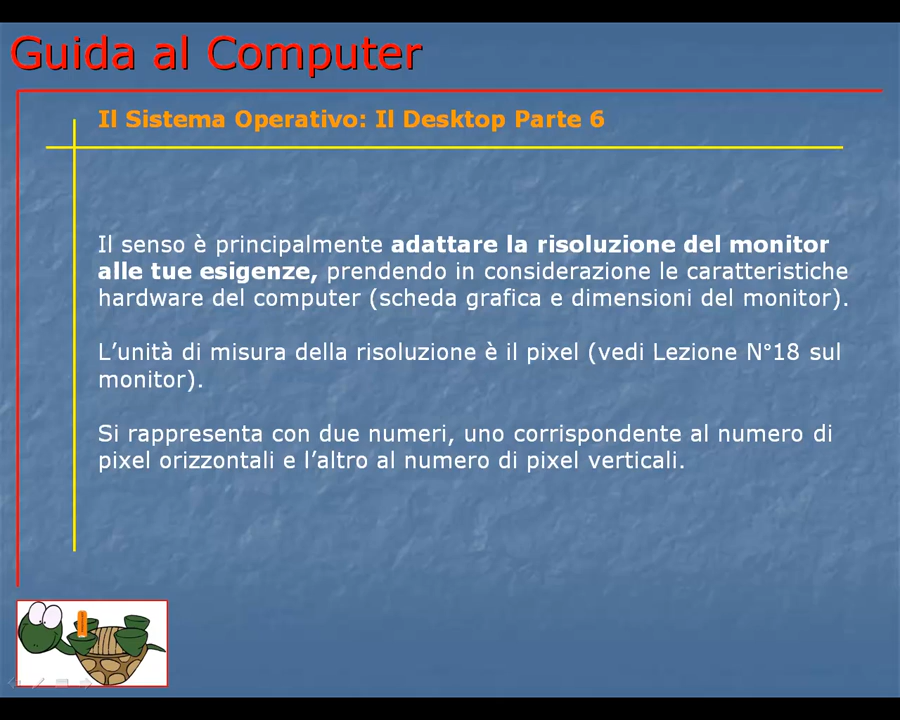 Guida al Computer
Il Sistema Operativo: Il Desktop Parte 6
Il senso è principalmente adattare la risoluzione del monitor
alle tue esigenze, prendendo in considerazione le caratteristiche
hardware del computer (scheda grafica e dimensioni del monitor).
L’unità di misura della risoluzione è il pixel (vedi Lezione N°18 sul
monitor).
Si rappresenta con due numeri, uno corrispondente al numero di
pixel orizzontali e l’altro al numero di pixel verticali.